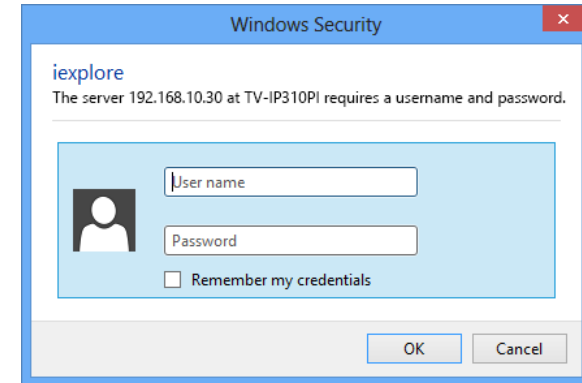 Windows Security
iexplore
The server 192.168.10.30 at TV-IP310PI requires a username and password.
User name
Password
Remember my credentials
OK Cancel